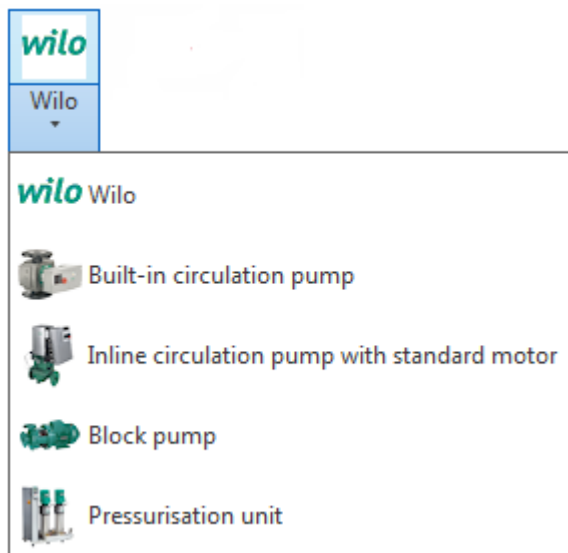 wilo
Wilo
wilo Wilo
Built-in circulation pump
Inline circulation pump with standard motor
Block pump
Pressurisation unit